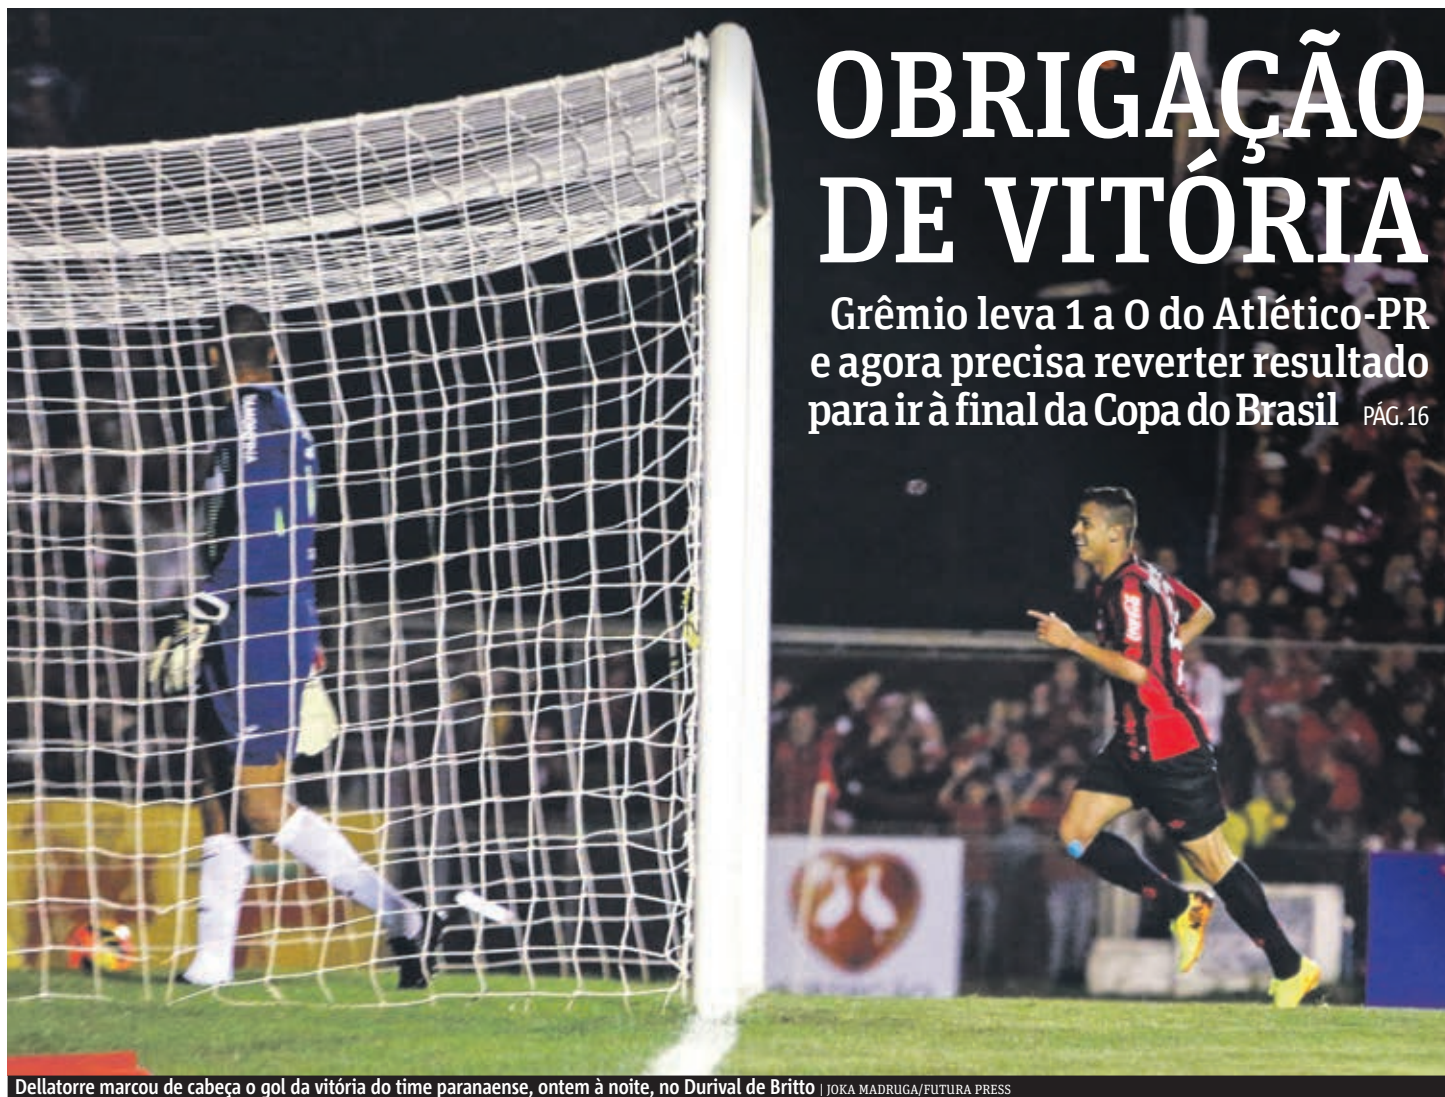 OBRIGAÇÃO
DE VITÓRIA
Grêmio leva 1 a 0 do Atlético-PR
e agora precisa reverter resultado
para ir à final da Copa do Brasil PÁG. 16
Dellatorre marcou de cabeça o gol da vitória do time paranaense, ontem à noite, no Durival de Britto | JOKA MADRUGA/FUTURA PRESS